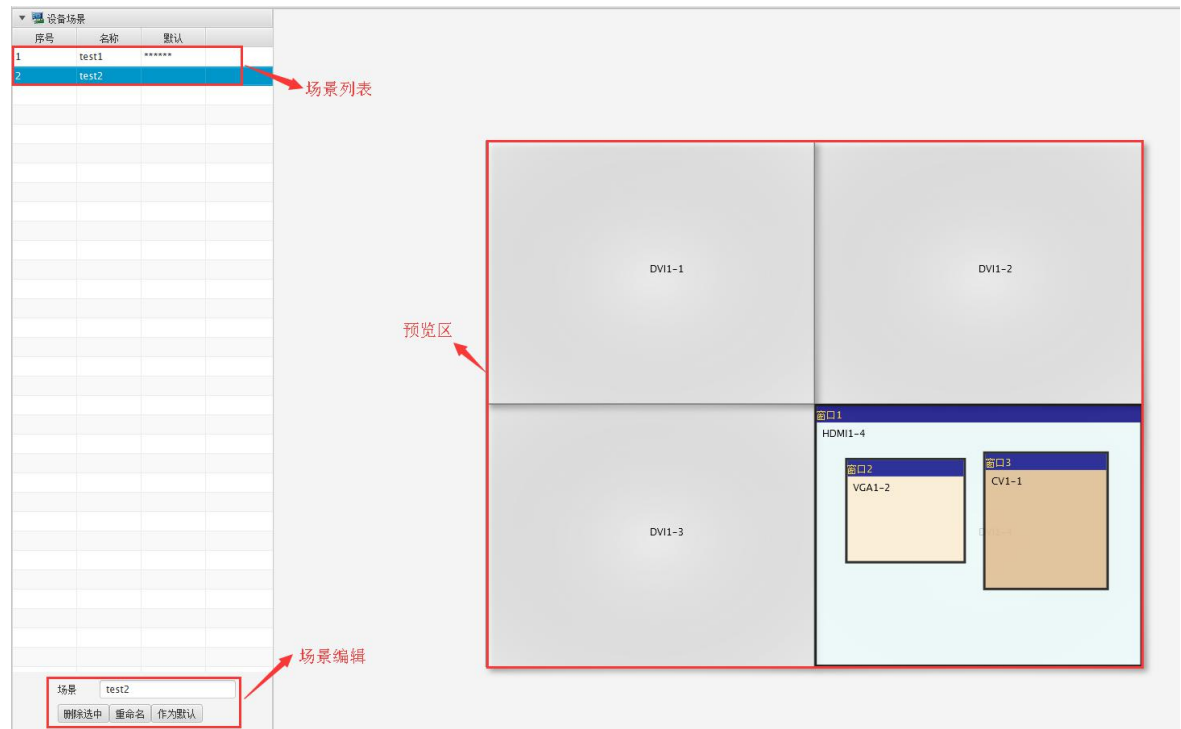 设备场景
序号 名称 默认
1 test1 ******
2 test2
场景列表
DVI1-1
DVI1-2
预览区
窗口1
HDMI1-4
窗口2
VGA1-2
窗口3
CV1-1
DVI1-3
场景编辑
场景 test2
删除选中 重命名 作为默认